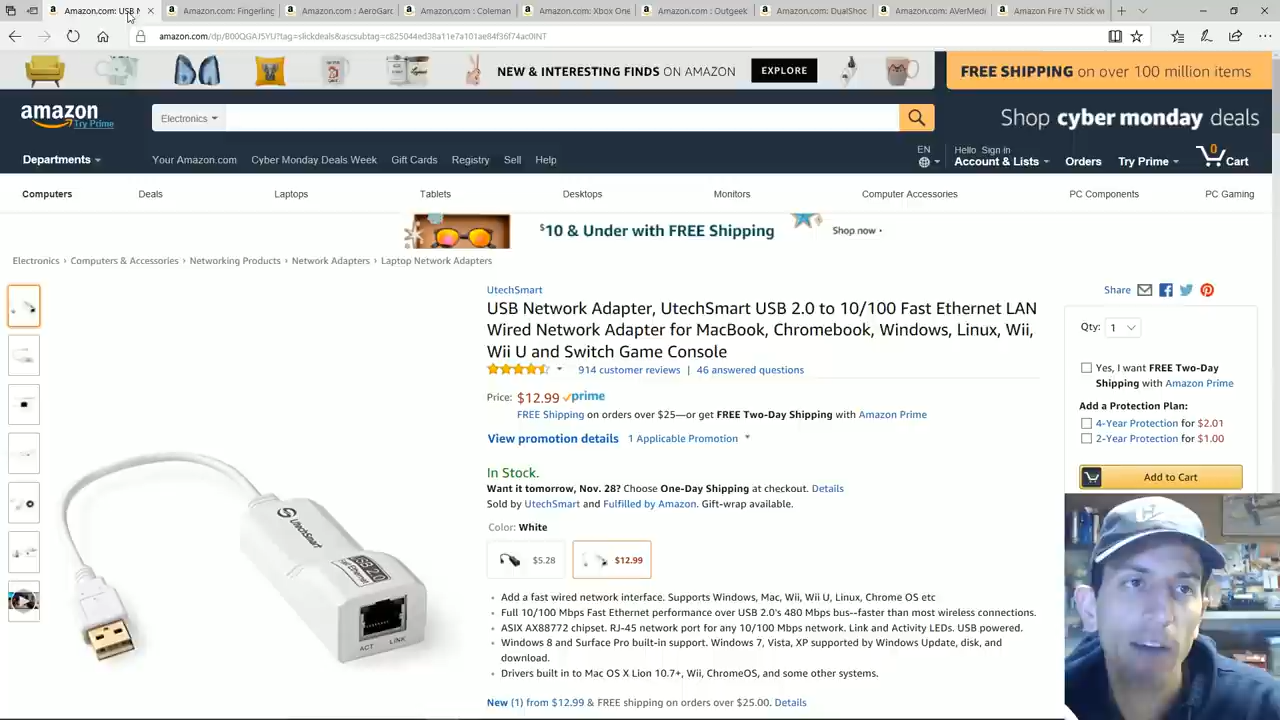 Amazon.com: USB N
Amazon.com: Fingerling
Amazon.com : AeroGard
Amazon.com : Coleman
Amazon.com: Xbox One
Amazon.com : Outgeek
Amazon.com : DualShoc
Amazon.com: AVerMedi
Amazon Fire TV Stick w
NEW & INTERESTING FINDS ON AMAZON
EXPLORE
FREE SHIPPING on over 100 million items
amazon
Try Prime
Electronics
Shop cyber monday deals
Departments
Your Amazon.com
Cyber Monday Deals Week
Gift Cards
Registry
Sell
Help
EN
Hello Sign in
Account & Lists
Orders
Try Prime
0
Cart
Computers
Deals
Laptops
Tablets
Desktops
Monitors
Computer Accessories
PC Components
PC Gaming
$10 & Under with FREE Shipping
Shop now ›
Electronics › Computers & Accessories › Networking Products › Network Adapters › Laptop Network Adapters
UtechSmart
USB Network Adapter, UtechSmart USB 2.0 to 10/100 Fast Ethernet LAN
Wired Network Adapter for MacBook, Chromebook, Windows, Linux, Wii,
Wii U and Switch Game Console
914 customer reviews | 46 answered questions
Price: $12.99 prime
FREE Shipping on orders over $25—or get FREE Two-Day Shipping with Amazon Prime
View promotion details 1 Applicable Promotion
In Stock.
Want it tomorrow, Nov. 28? Choose One-Day Shipping at checkout. Details
Sold by UtechSmart and Fulfilled by Amazon. Gift-wrap available.
Color: White
$5.28
$12.99
• Add a fast wired network interface. Supports Windows, Mac, Wii, Wii U, Linux, Chrome OS etc
• Full 10/100 Mbps Fast Ethernet performance over USB 2.0's 480 Mbps bus--faster than most wireless connections.
• ASIX AX88772 chipset. RJ-45 network port for any 10/100 Mbps network. Link and Activity LEDs. USB powered.
• Windows 8 and Surface Pro built-in support. Windows 7, Vista, XP supported by Windows Update, disk, and
download.
• Drivers built in to Mac OS X Lion 10.7+, Wii, ChromeOS, and some other systems.
New (1) from $12.99 & FREE shipping on orders over $25.00. Details
Share
Qty: 1
Yes, I want FREE Two-Day
Shipping with Amazon Prime
Add a Protection Plan:
4-Year Protection for $2.01
2-Year Protection for $1.00
Add to Cart
UtechSmart
USB 2.0
Fast Ethernet
ACT
LINK